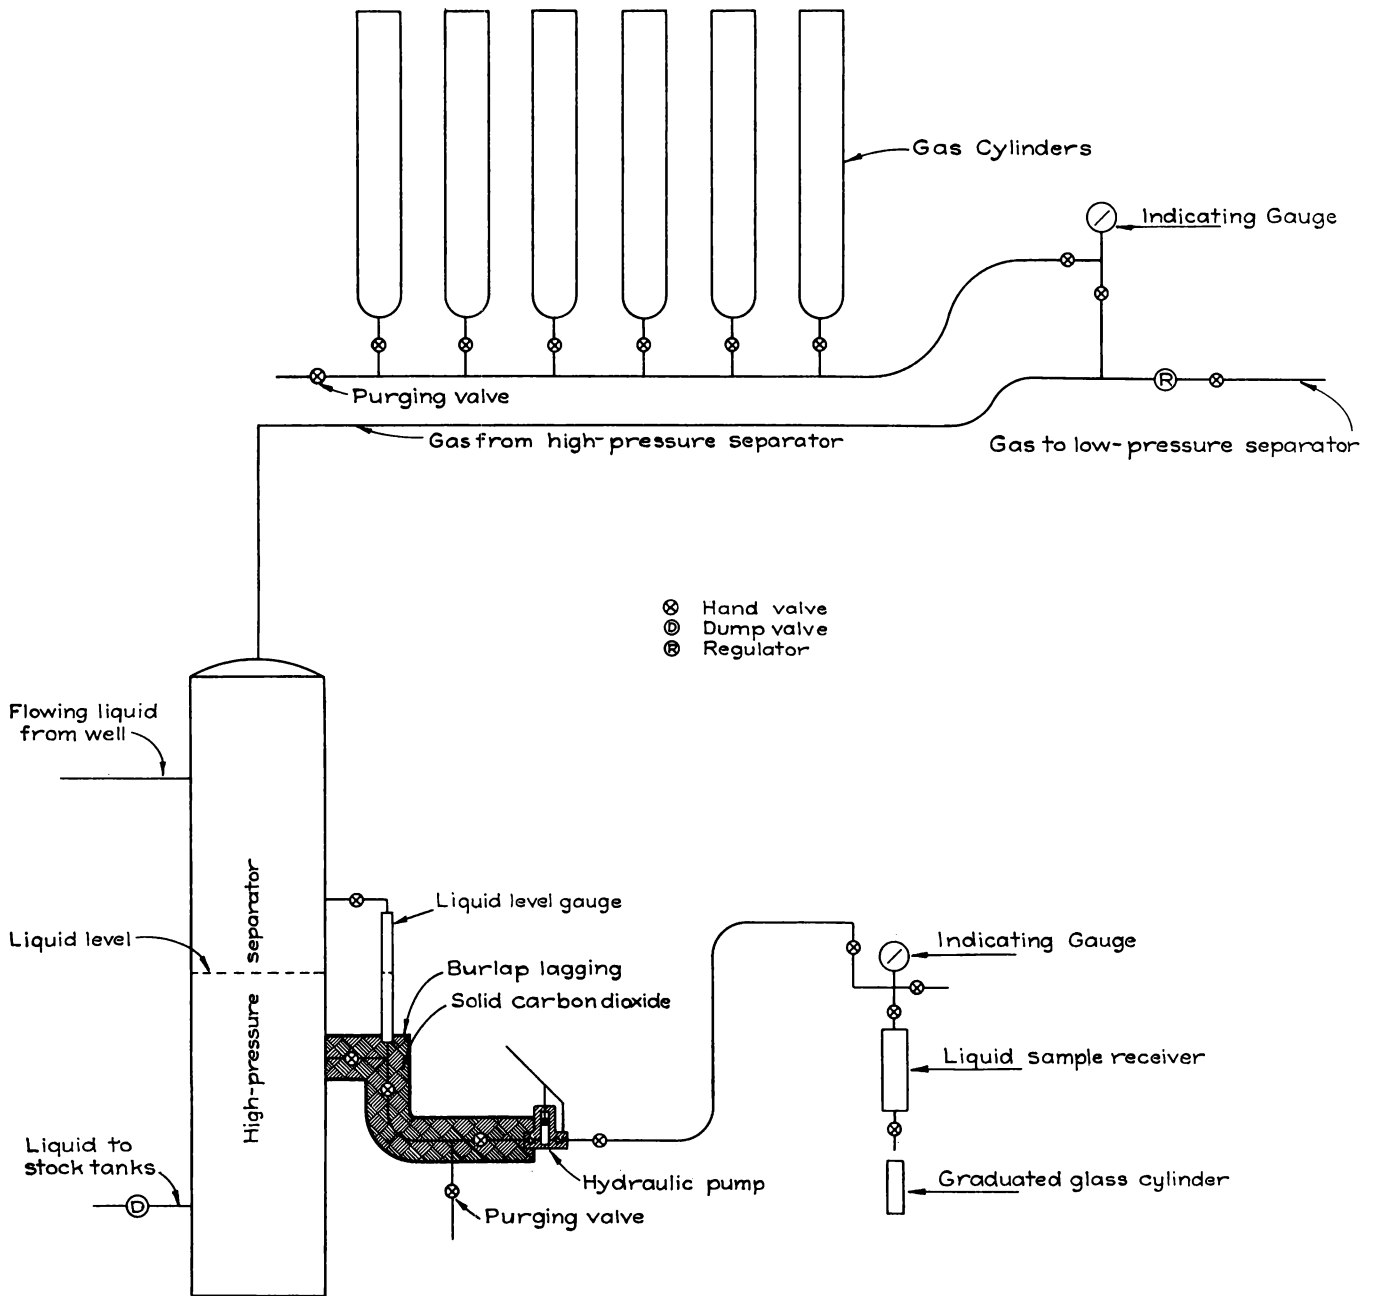 Gas Cylinders
Indicating Gauge
Purging valve
Gas from high-pressure separator
Gas to low-pressure separator
R
Hand valve
D Dump valve
R Regulator
Flowing liquid
from well
High-pressure separator
Liquid level gauge
Liquid level
Indicating Gauge
Burlap lagging
Solid carbon dioxide
Liquid sample receiver
Liquid to
stock tanks
D
Hydraulic pump
Graduated glass cylinder
Purging valve